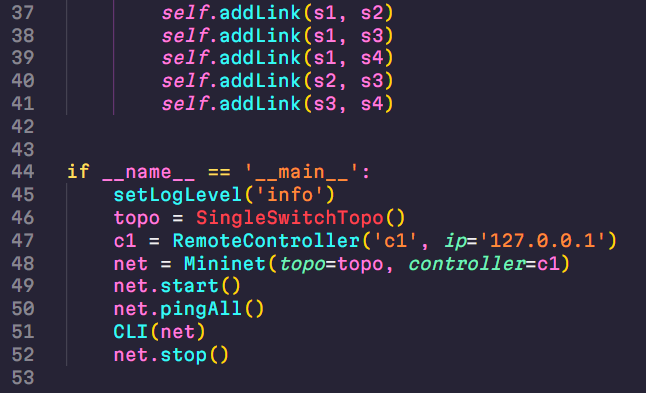 37 self.addLink(s1, s2)
38 self.addLink(s1, s3)
39 self.addLink(s1, s4)
40 self.addLink(s2, s3)
41 self.addLink(s3, s4)
42
43
44 if __name__ == '__main__':
45 setLogLevel('info')
46 topo = SingleSwitchTopo()
47 c1 = RemoteController('c1', ip='127.0.0.1')
48 net = Mininet(topo=topo, controller=c1)
49 net.start()
50 net.pingAll()
51 CLI(net)
52 net.stop()
53